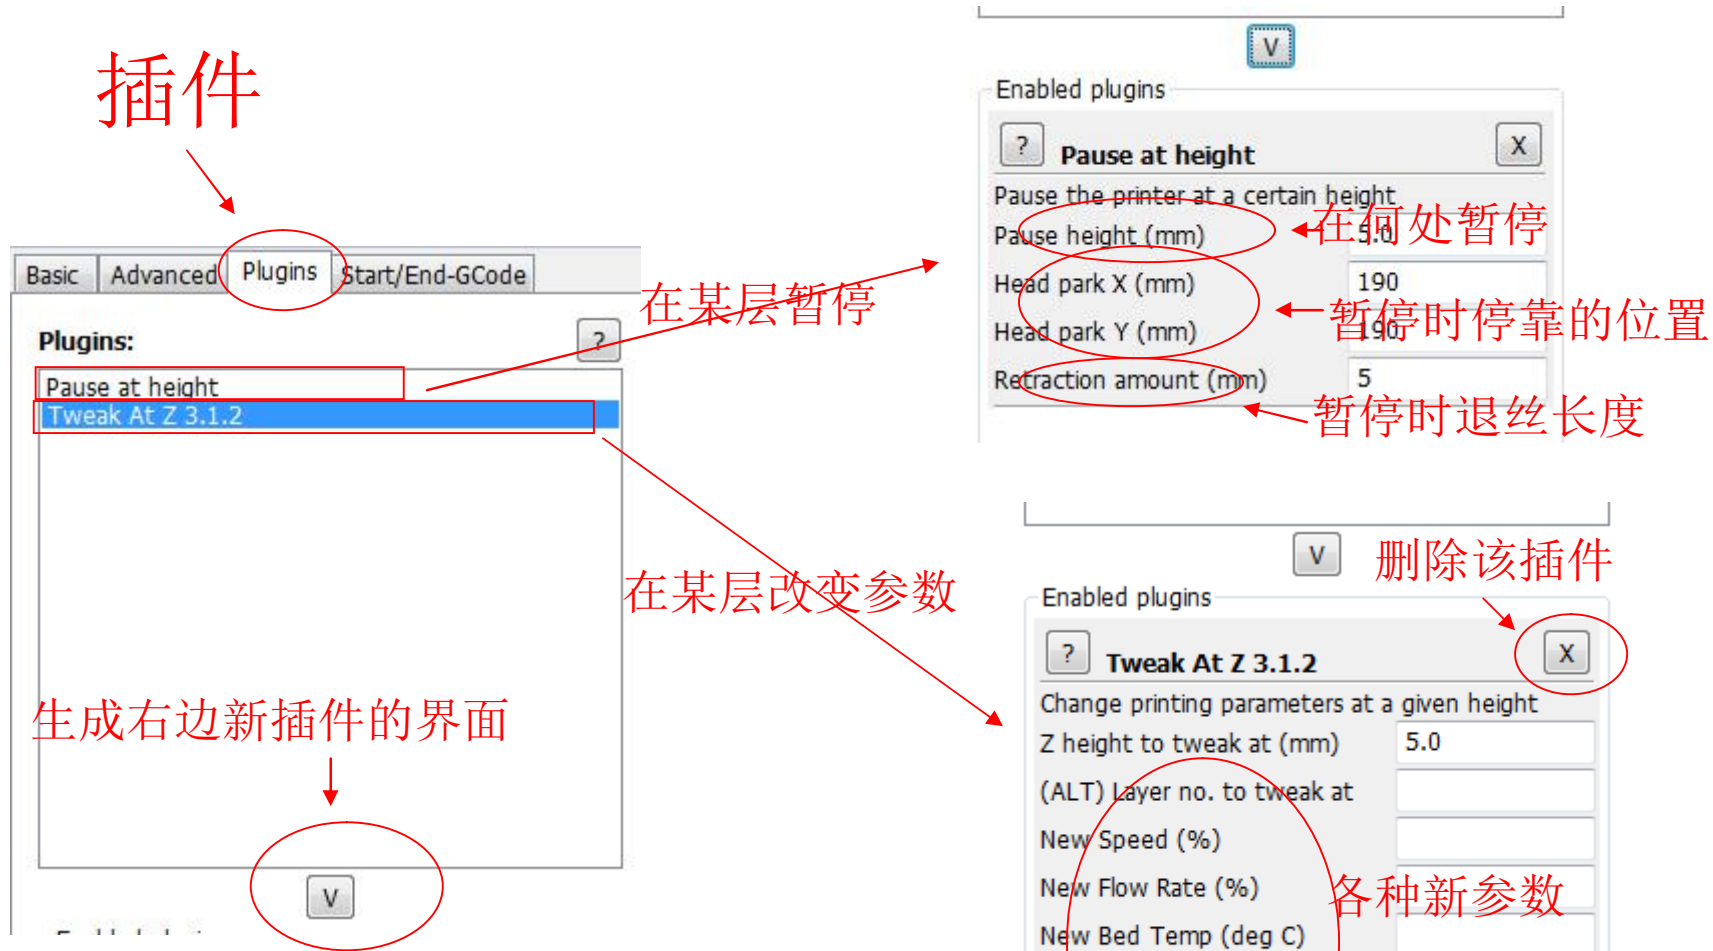 插件
Basic Advanced Plugins Start/End-GCode
Plugins:
?
Pause at height
Tweak At Z 3.1.2
生成右边新插件的界面
V
在某层暂停
在某层改变参数
V
Enabled plugins
? Pause at height X
Pause the printer at a certain height
Pause height (mm) 5.0
在何处暂停
Head park X (mm) 190
Head park Y (mm) 190
暂停时停靠的位置
Retraction amount (mm) 5
暂停时退丝长度
V
删除该插件
Enabled plugins
? Tweak At Z 3.1.2 X
Change printing parameters at a given height
Z height to tweak at (mm) 5.0
(ALT) Layer no. to tweak at
New Speed (%)
New Flow Rate (%)
各种新参数
New Bed Temp (deg C)